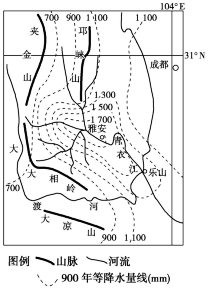 104°E
700 900 1 100
1 100
夹金山
邛崃山
31°N
成都
1.300
1 500
1 700
雅安
青衣江
乐山
700
大相岭
大渡河
大凉山
900
1,100
图例 山脉 河流
900 年等降水量线(mm)